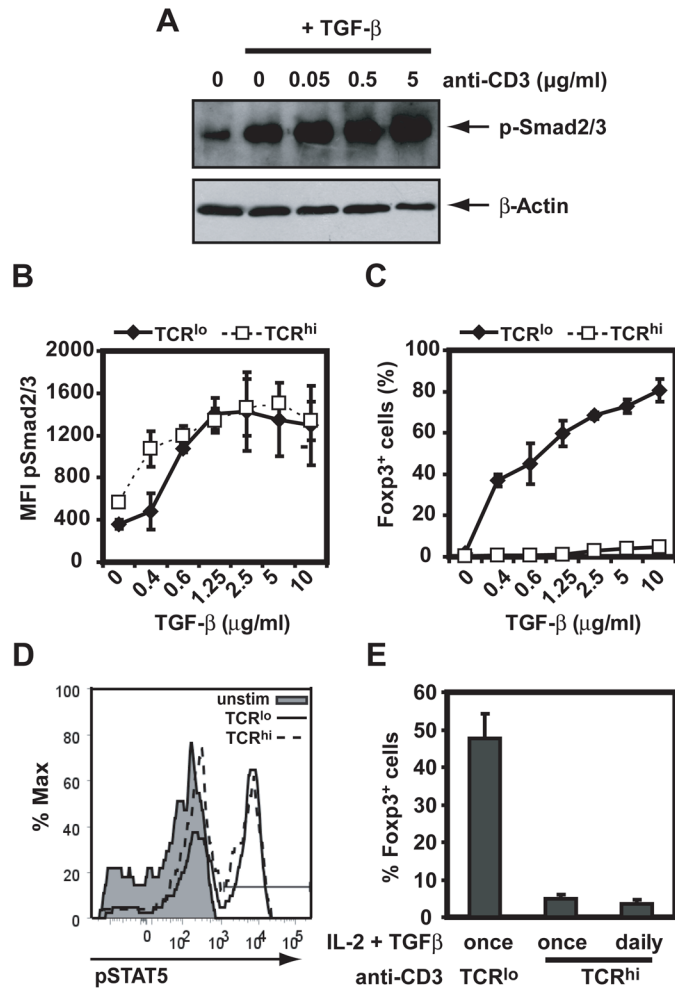 A
+ TGF-β
0 0 0.05 0.5 5 anti-CD3 (µg/ml)
p-Smad2/3
β-Actin
B
TCRlo TCRhi
MFI pSmad2/3
2000
1600
1200
800
400
0
0 0.4 0.6 1.25 2.5 5 10
TGF-β (µg/ml)
C
TCRlo TCRhi
Foxp3+ cells (%)
100
80
60
40
20
0
0 0.4 0.6 1.25 2.5 5 10
TGF-β (µg/ml)
D
% Max
100
80
60
40
20
0
unstim
TCRlo
TCRhi
0 10² 10³ 10⁴ 10⁵
pSTAT5
E
% Foxp3+ cells
60
50
40
30
20
10
0
IL-2 + TGFβ once once daily
anti-CD3 TCRlo TCRhi